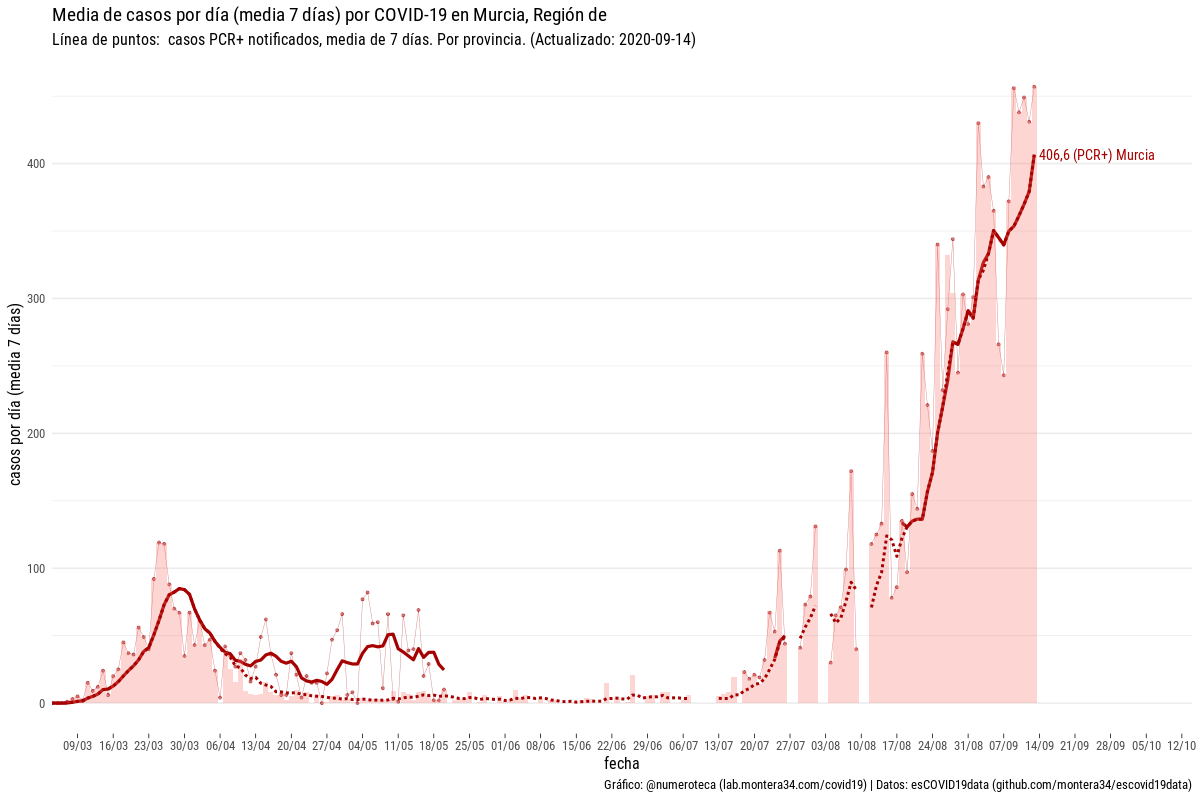 Media de casos por día (media 7 días) por COVID-19 en Murcia, Región de
Línea de puntos:  casos PCR+ notificados, media de 7 días. Por provincia. (Actualizado: 2020-09-14)
casos por día (media 7 días)
400
300
200
100
0
406,6 (PCR+) Murcia
09/03 16/03 23/03 30/03 06/04 13/04 20/04 27/04 04/05 11/05 18/05 25/05 01/06 08/06 15/06 22/06 29/06 06/07 13/07 20/07 27/07 03/08 10/08 17/08 24/08 31/08 07/09 14/09 21/09 28/09 05/10 12/10
fecha
Gráfico: @numeroteca (lab.montera34.com/covid19) | Datos: esCOVID19data (github.com/montera34/escovid19data)